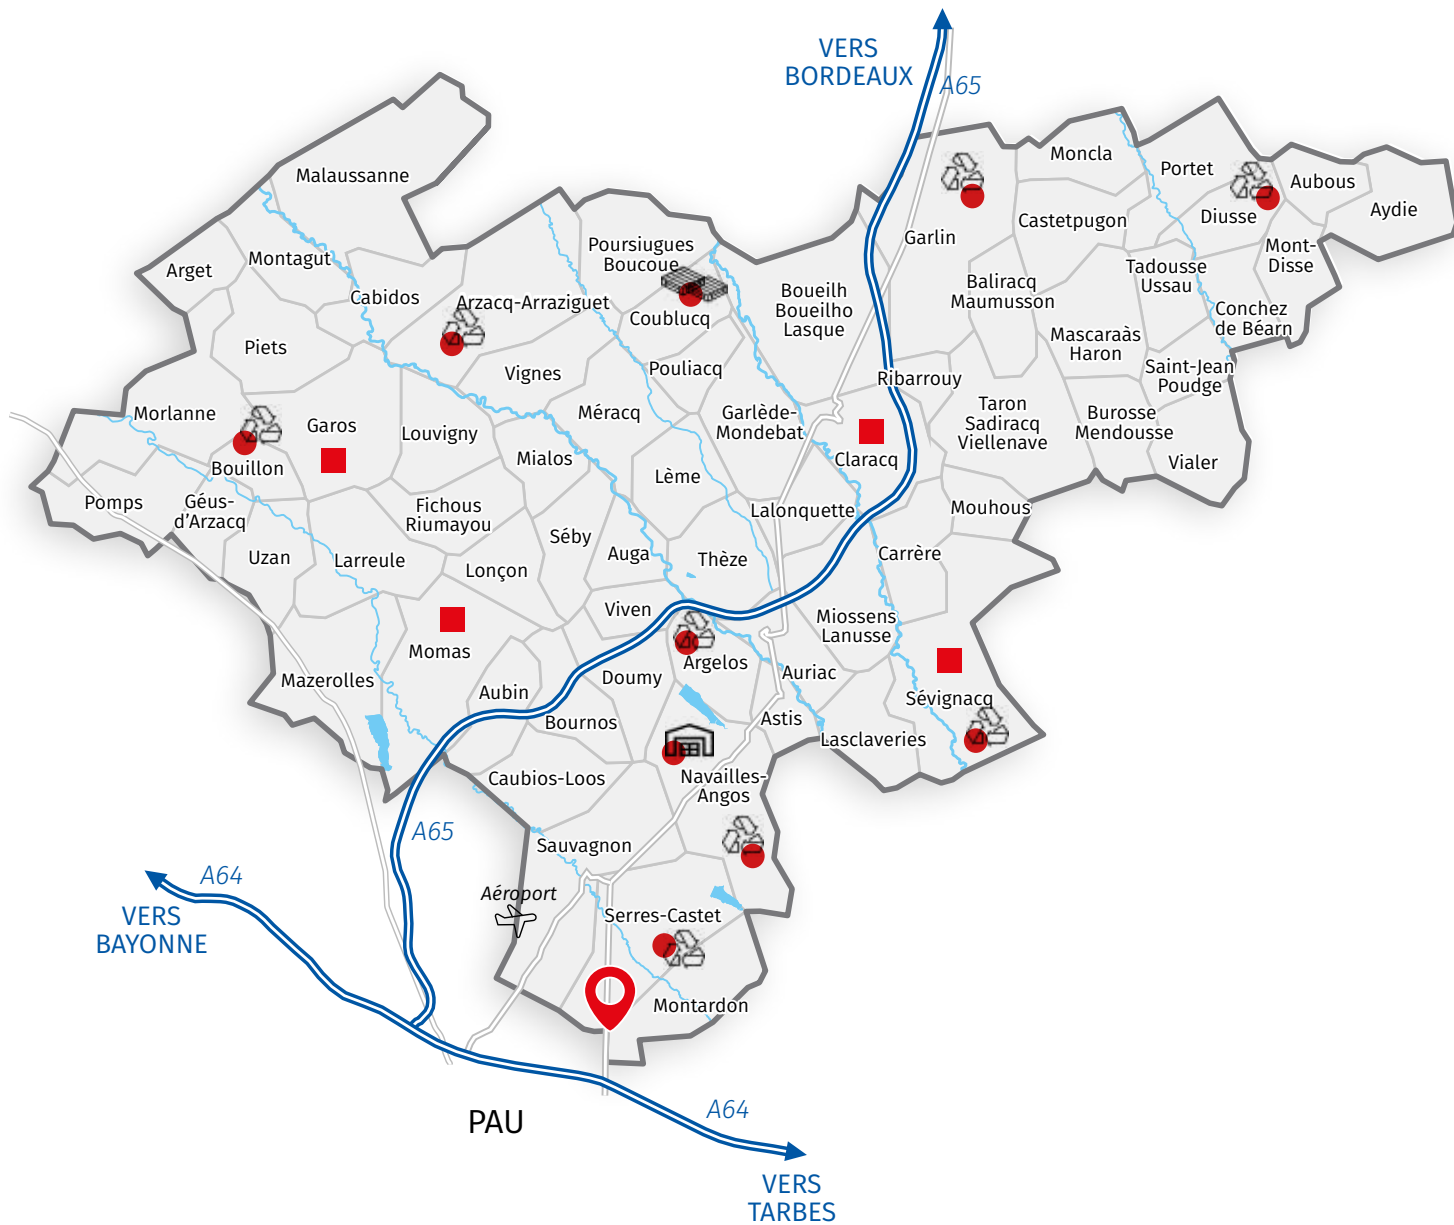 VERS
BORDEAUX
A65
Malaussanne
Moncla
Portet
Aubous
Aydie
Diusse
Castetpugon
Garlin
Mont-
Disse
Poursiugues
Boucoue
Montagut
Arget
Cabidos
Arzacq-Arraziguet
Coublucq
Boueilh
Boueilho
Lasque
Baliracq
Maumusson
Tadousse
Ussau
Conchez
de Béarn
Mascaraàs
Haron
Saint-Jean
Poudge
Piets
Vignes
Pouliacq
Ribarrouy
Morlanne
Garos
Louvigny
Méracq
Garlède-
Mondebat
Claracq
Taron
Sadiracq
Viellenave
Burosse
Mendousse
Vialer
Bouillon
Mialos
Lème
Pomps
Géus-
d'Arzacq
Fichous
Riumayou
Lalonquette
Mouhous
Uzan
Larreule
Séby
Auga
Thèze
Carrère
Lonçon
Viven
Miossens
Lanusse
Momas
Argelos
Mazerolles
Aubin
Doumy
Auriac
Sévignacq
Bournos
Astis
Lasclaveries
Caubios-Loos
Navailles-
Angos
A65
Sauvagnon
A64
Aéroport
VERS
BAYONNE
Serres-Castet
Montardon
PAU
A64
VERS
TARBES